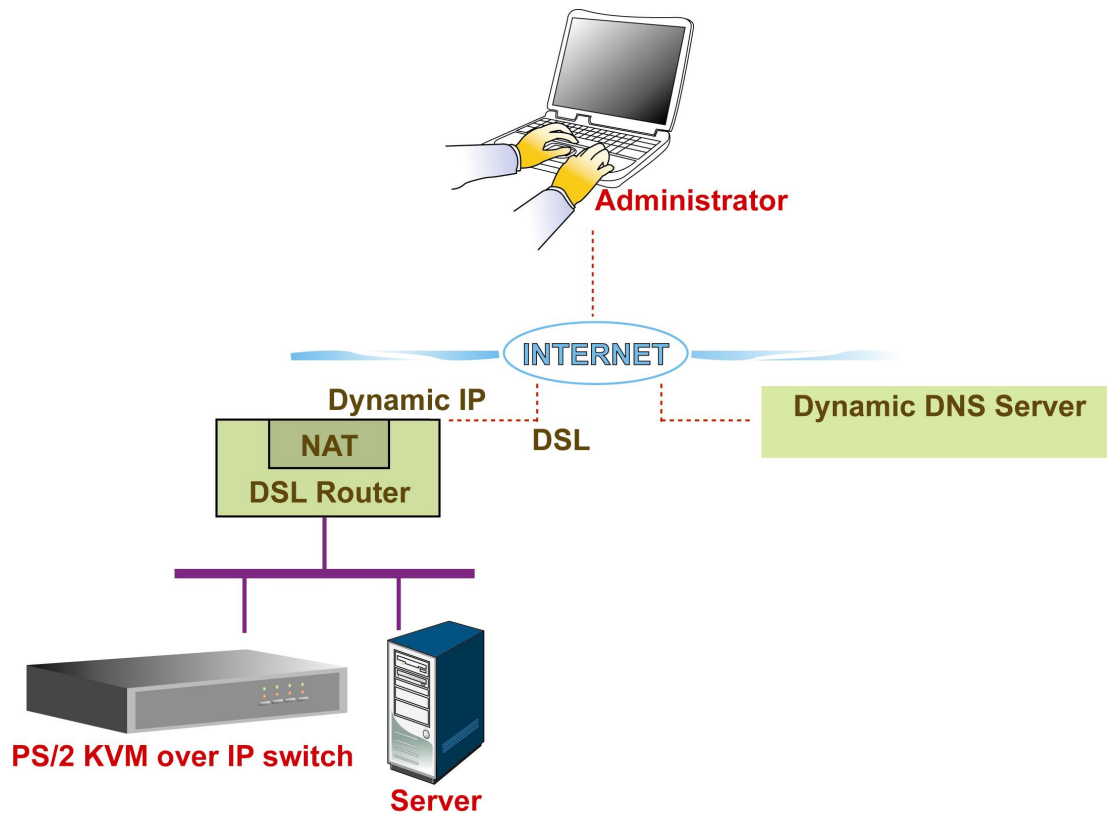 Administrator
INTERNET
Dynamic IP
DSL
Dynamic DNS Server
NAT
DSL Router
PS/2 KVM over IP switch
Server